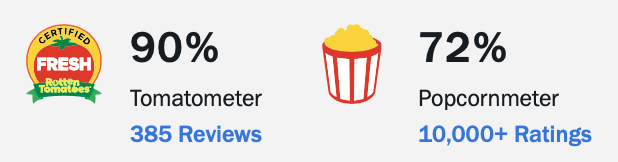 CERTIFIED
FRESH
Rotten
Tomatoes
90%
Tomatometer
385 Reviews
72%
Popcornmeter
10,000+ Ratings